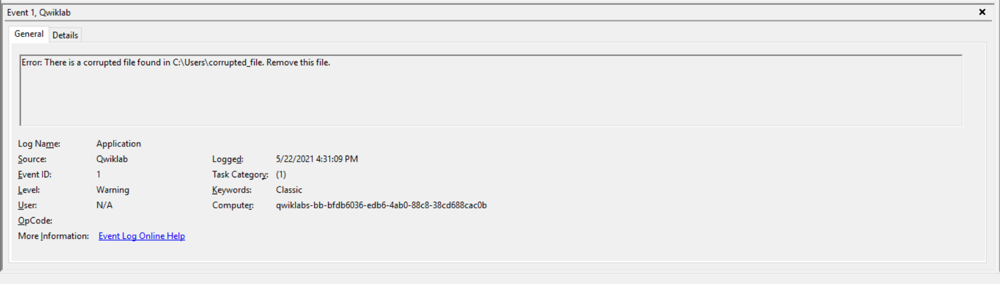 Event 1, Qwiklab
General Details
Error: There is a corrupted file found in C:\Users\corrupted_file. Remove this file.
Log Name: Application
Source: Qwiklab Logged: 5/22/2021 4:31:09 PM
Event ID: 1 Task Category: (1)
Level: Warning Keywords: Classic
User: N/A Computer: qwiklabs-bb-bfdb6036-edb6-4ab0-88c8-38cd688cac0b
OpCode:
More Information: Event Log Online Help